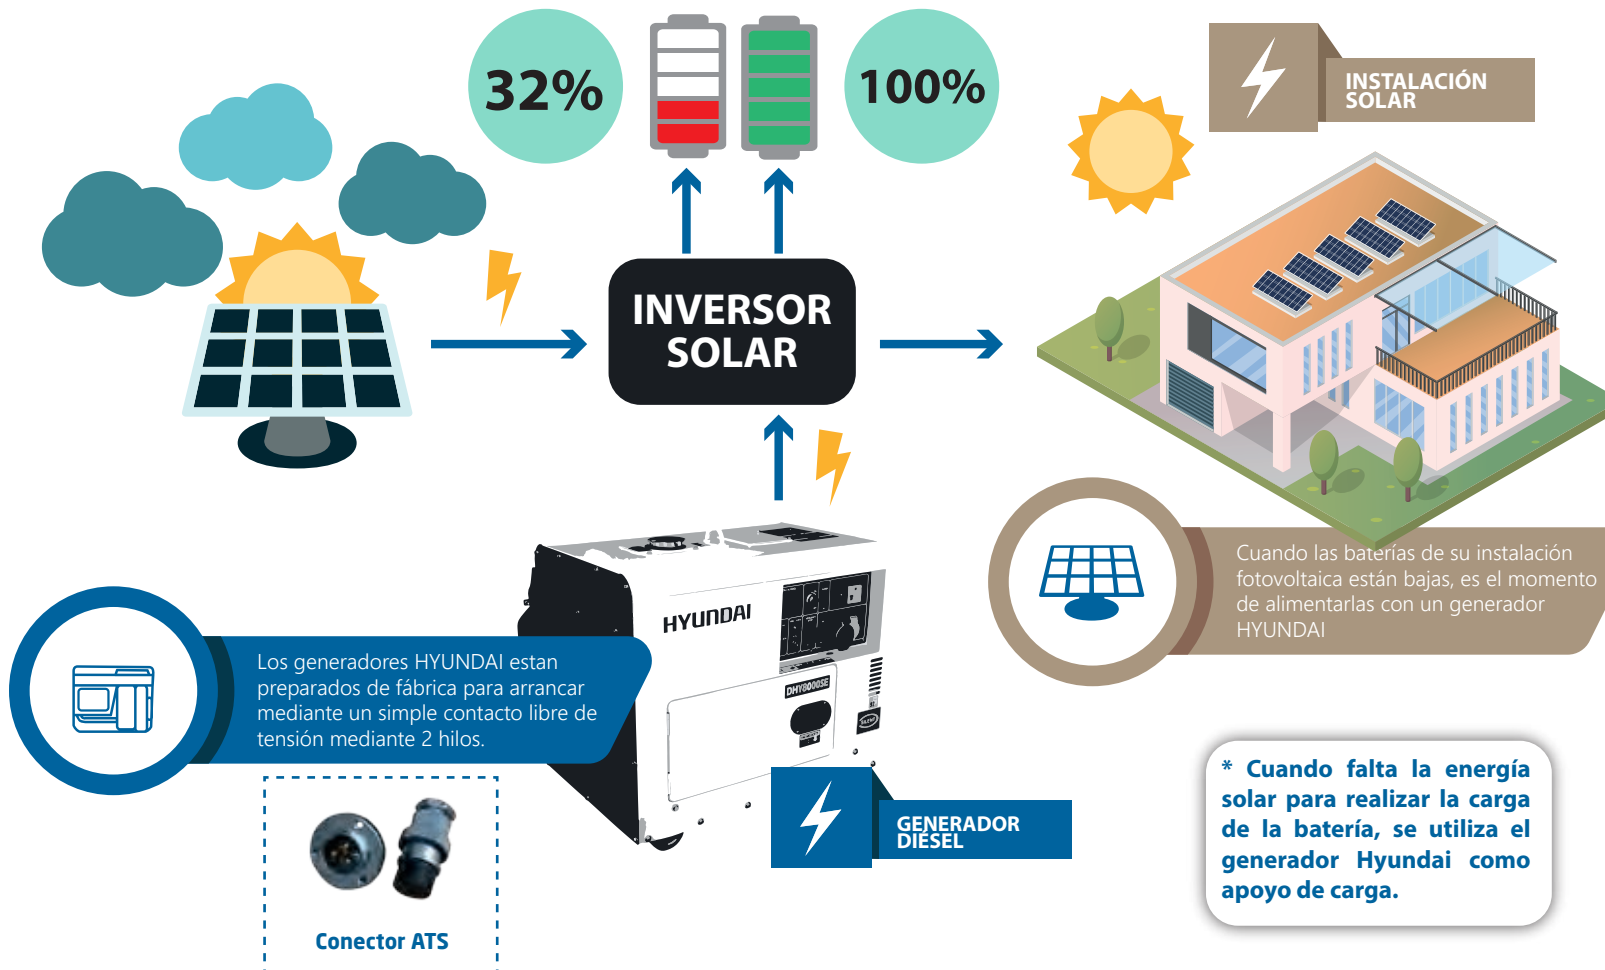 32%
100%
INSTALACIÓN
SOLAR
INVERSOR
SOLAR
Cuando las baterías de su instalación
fotovoltaica están bajas, es el momento
de alimentarlas con un generador
HYUNDAI
HYUNDAI
DHY8000SE
Los generadores HYUNDAI estan
preparados de fábrica para arrancar
mediante un simple contacto libre de
tensión mediante 2 hilos.
GENERADOR
DIÉSEL
* Cuando falta la energía
solar para realizar la carga
de la batería, se utiliza el
generador Hyundai como
apoyo de carga.
Conector ATS